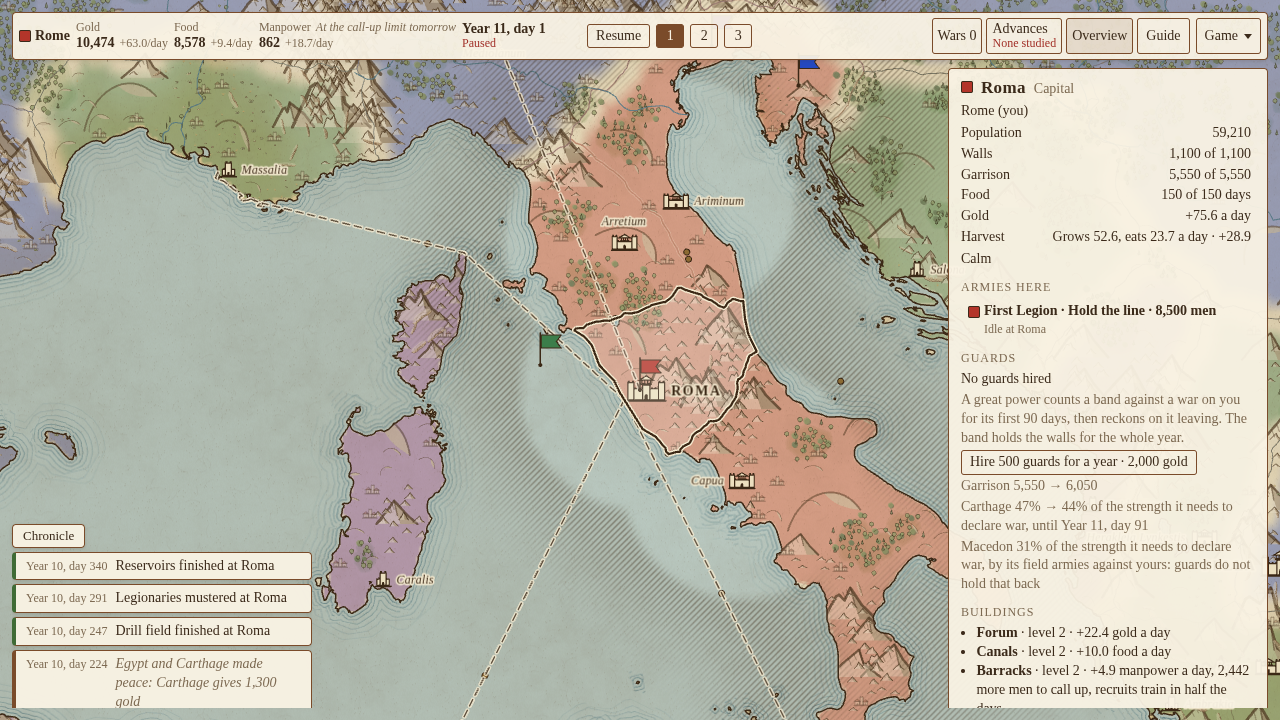 Rome
Gold
10,474 +63.0/day
Food
8,578 +9.4/day
Manpower At the call-up limit tomorrow
862 +18.7/day
Year 11, day 1
Paused
Resume
1
2
3
Wars 0
Advances
None studied
Overview
Guide
Game
Massalia
Ariminum
Arretium
ROMA
Capua
Caralis
Chronicle
Year 10, day 340 Reservoirs finished at Roma
Year 10, day 291 Legionaries mustered at Roma
Year 10, day 247 Drill field finished at Roma
Year 10, day 224 Egypt and Carthage made
peace: Carthage gives 1,300
gold
Roma Capital
Rome (you)
Population 59,210
Walls 1,100 of 1,100
Garrison 5,550 of 5,550
Food 150 of 150 days
Gold +75.6 a day
Harvest Grows 52.6, eats 23.7 a day · +28.9
Calm
ARMIES HERE
First Legion · Hold the line · 8,500 men
Idle at Roma
GUARDS
No guards hired
A great power counts a band against a war on you
for its first 90 days, then reckons on it leaving. The
band holds the walls for the whole year.
Hire 500 guards for a year · 2,000 gold
Garrison 5,550 → 6,050
Carthage 47% → 44% of the strength it needs to
declare war, until Year 11, day 91
Macedon 31% of the strength it needs to declare
war, by its field armies against yours: guards do not
hold that back
BUILDINGS
• Forum · level 2 · +22.4 gold a day
• Canals · level 2 · +10.0 food a day
• Barracks · level 2 · +4.9 manpower a day, 2,442
more men to call up, recruits train in half the